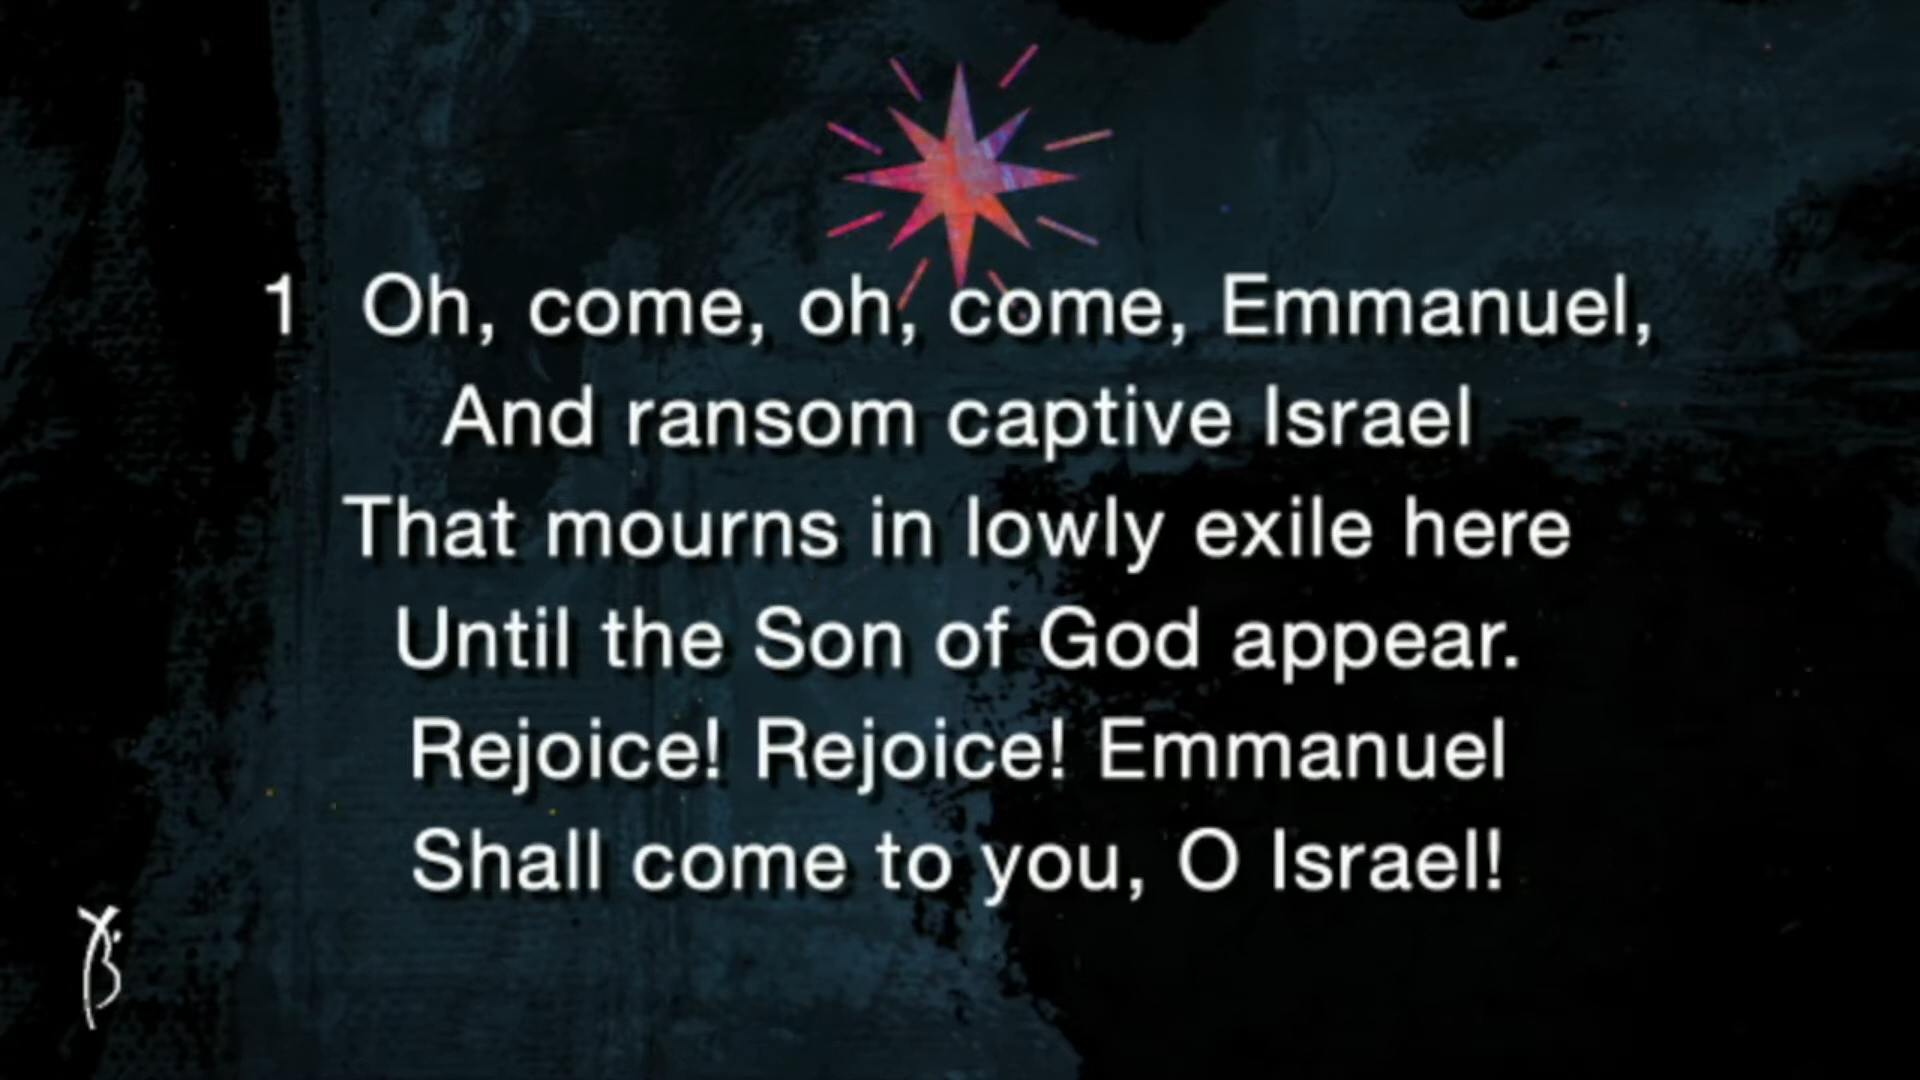 1 Oh, come, oh, come, Emmanuel,
And ransom captive Israel
That mourns in lowly exile here
Until the Son of God appear.
Rejoice! Rejoice! Emmanuel
Shall come to you, O Israel!